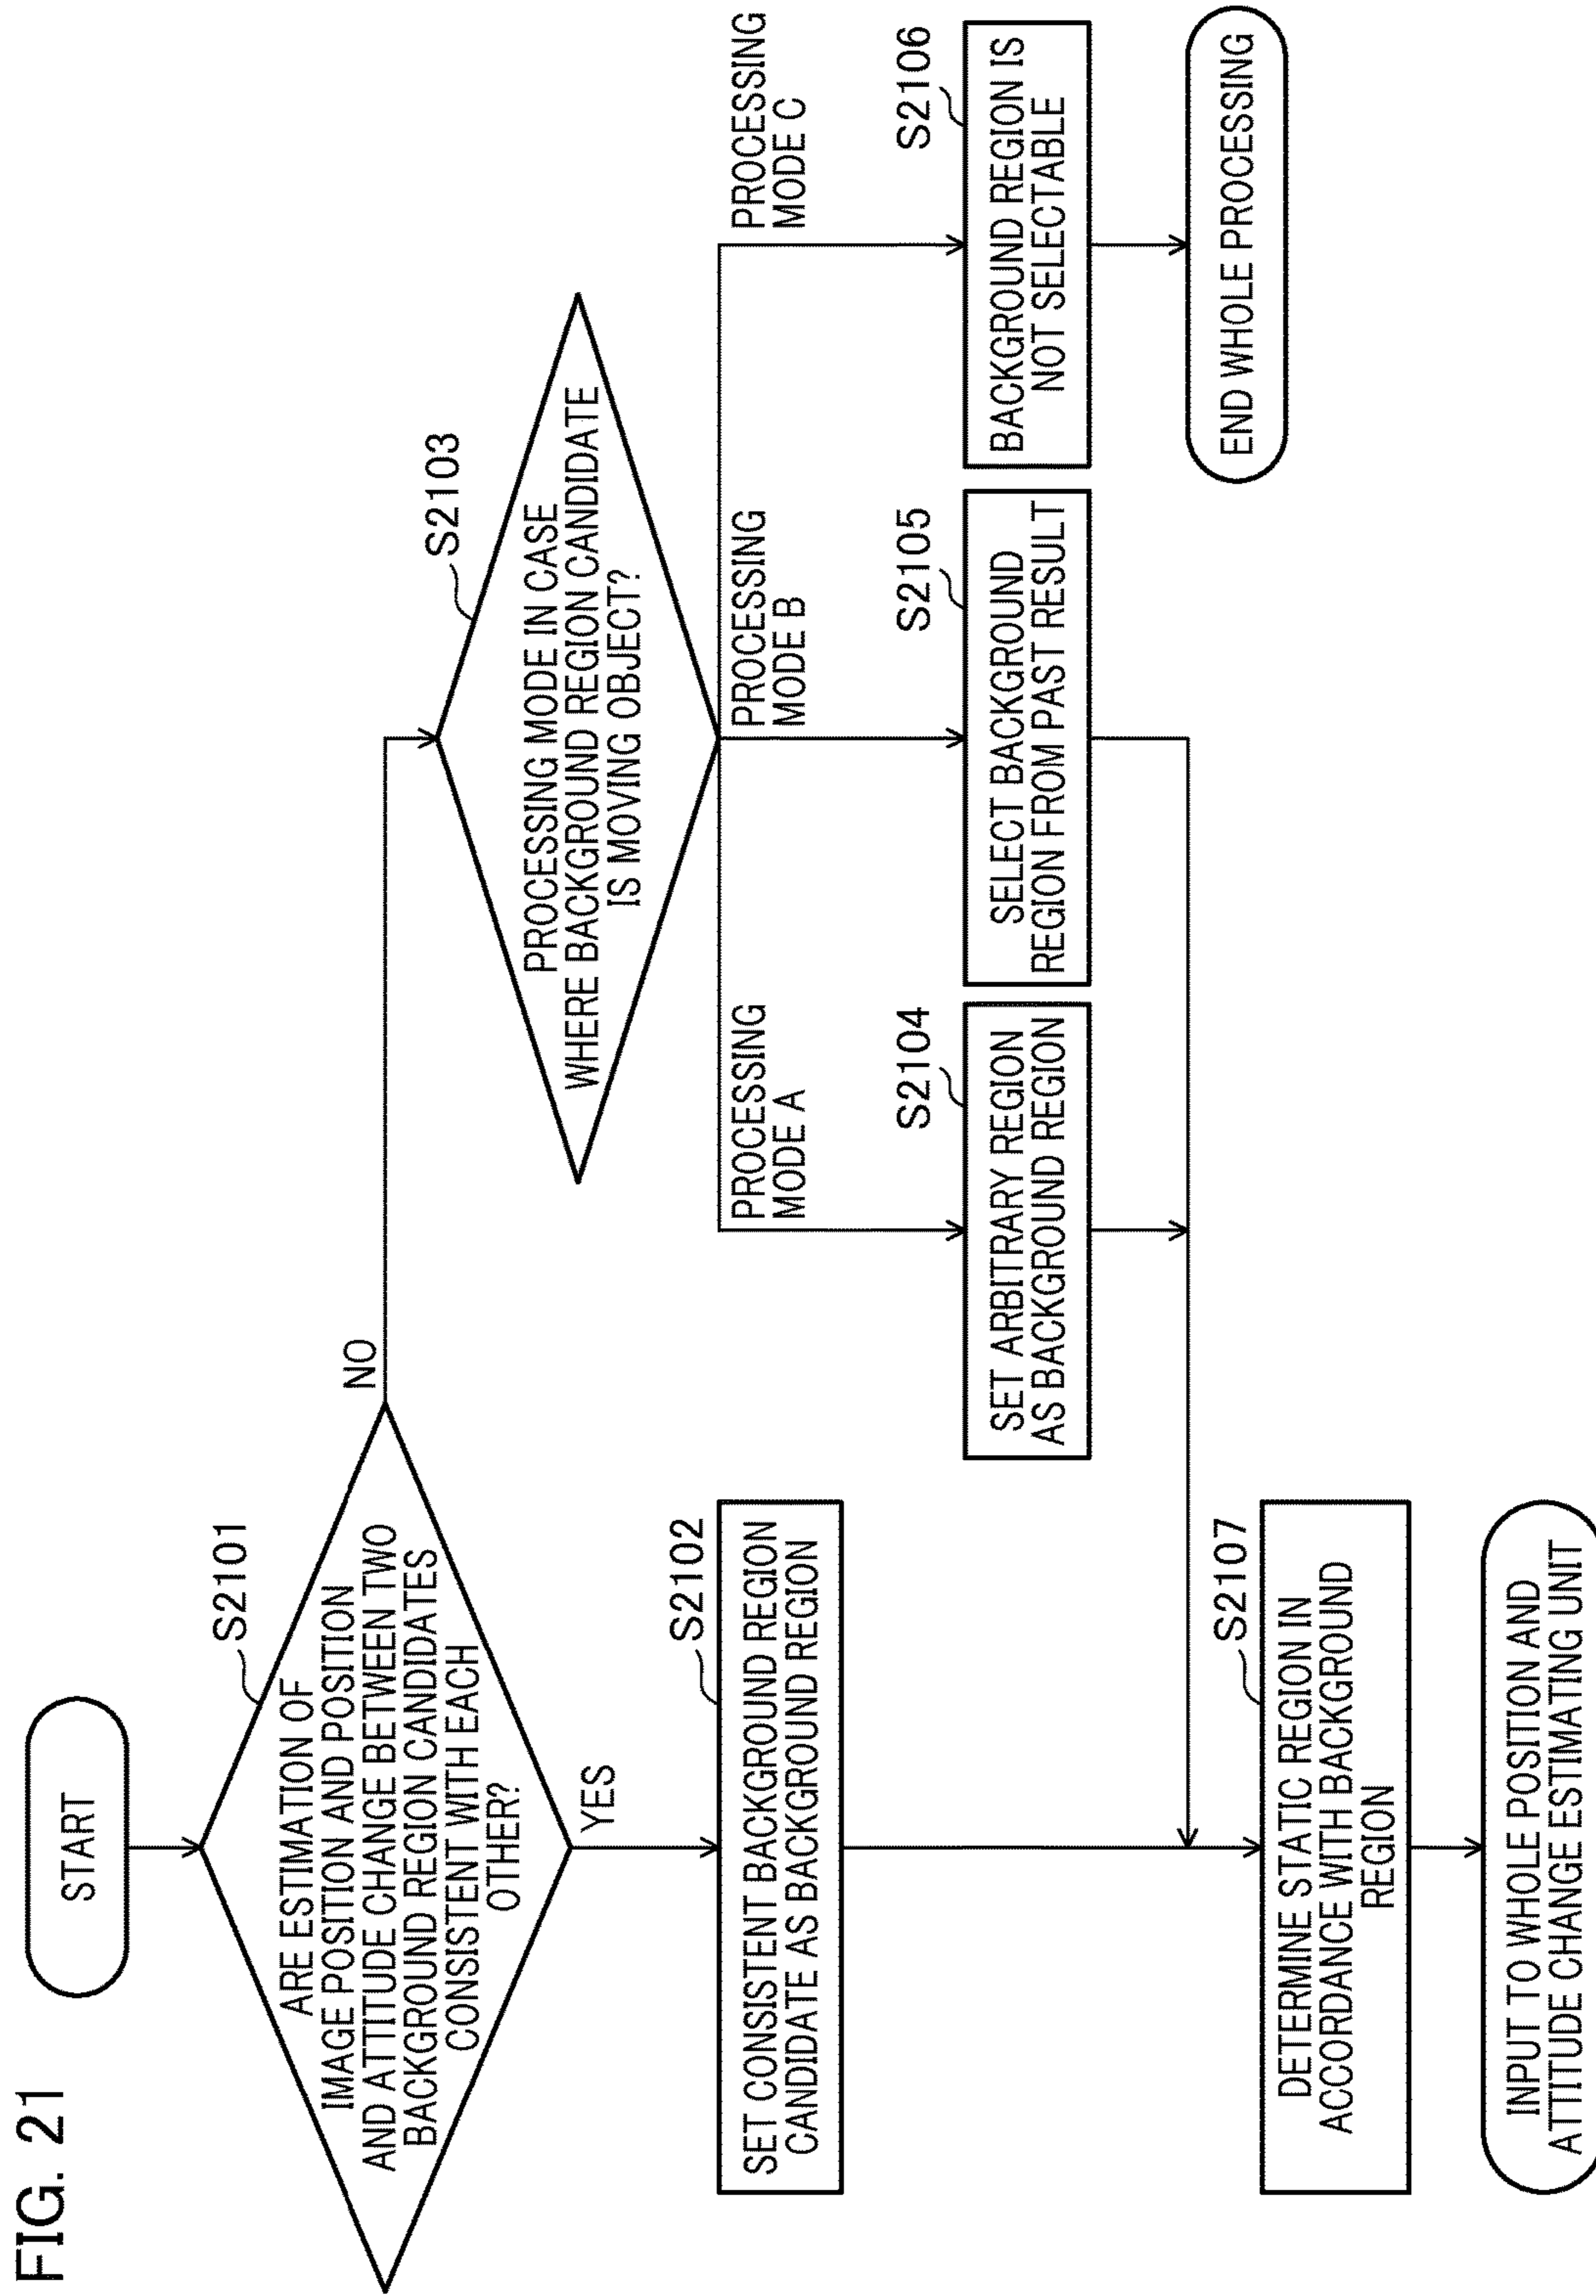 FIG. 21
START
S2101
ARE ESTIMATION OF
IMAGE POSITION AND POSITION
AND ATTITUDE CHANGE BETWEEN TWO
BACKGROUND REGION CANDIDATES
CONSISTENT WITH EACH
OTHER?
NO
YES
S2102
SET CONSISTENT BACKGROUND REGION
CANDIDATE AS BACKGROUND REGION
S2103
PROCESSING MODE IN CASE
WHERE BACKGROUND REGION CANDIDATE
IS MOVING OBJECT?
PROCESSING
MODE A
PROCESSING
MODE B
PROCESSING
MODE C
S2104
SET ARBITRARY REGION
AS BACKGROUND REGION
S2105
SELECT BACKGROUND
REGION FROM PAST RESULT
S2106
BACKGROUND REGION IS
NOT SELECTABLE
END WHOLE PROCESSING
S2107
DETERMINE STATIC REGION IN
ACCORDANCE WITH BACKGROUND
REGION
INPUT TO WHOLE POSITION AND
ATTITUDE CHANGE ESTIMATING UNIT